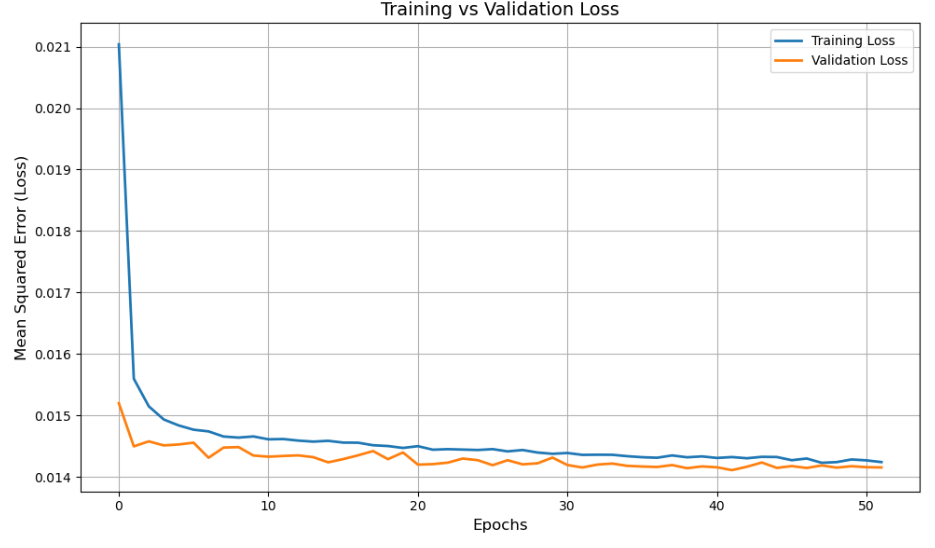 Training vs Validation Loss
Training Loss
Validation Loss
Mean Squared Error (Loss)
0.021
0.020
0.019
0.018
0.017
0.016
0.015
0.014
0 10 20 30 40 50
Epochs